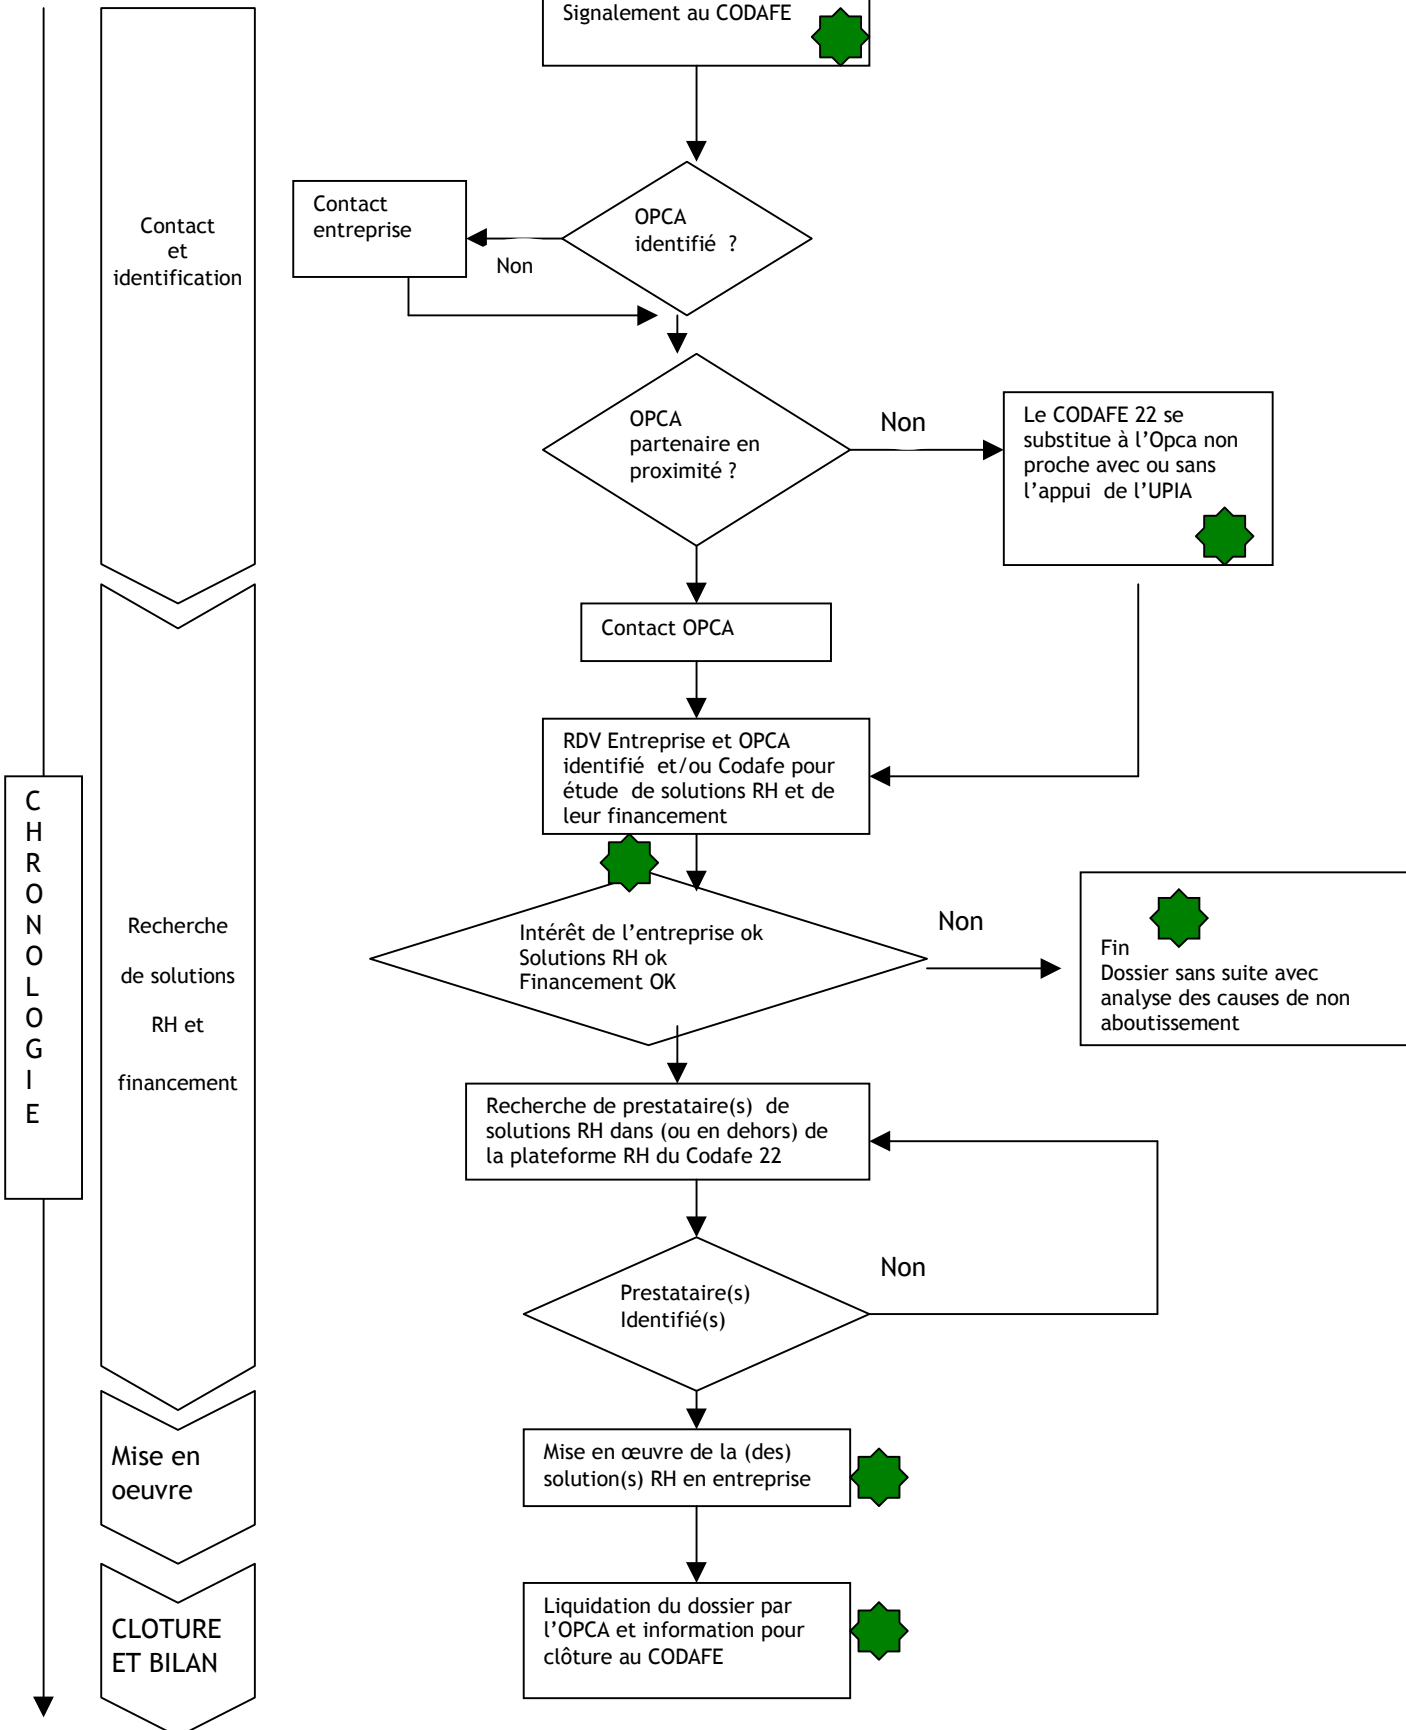 Signalement au CODAFE
Contact
et
identification
Contact
entreprise
OPCA
identifié ?
Non
OPCA
partenaire en
proximité ?
Non
Le CODAFE 22 se
substitue à l’Opca non
proche avec ou sans
l’appui de l’UPIA
Contact OPCA
RDV Entreprise et OPCA
identifié et/ou Codafe pour
étude de solutions RH et de
leur financement
C
H
R
O
N
O
L
O
G
I
E
Recherche
de solutions
RH et
financement
Intérêt de l’entreprise ok
Solutions RH ok
Financement OK
Non
Fin
Dossier sans suite avec
analyse des causes de non
aboutissement
Recherche de prestataire(s) de
solutions RH dans (ou en dehors) de
la plateforme RH du Codafe 22
Prestataire(s)
Identifié(s)
Non
Mise en
oeuvre
Mise en œuvre de la (des)
solution(s) RH en entreprise
CLOTURE
ET BILAN
Liquidation du dossier par
l’OPCA et information pour
clôture au CODAFE